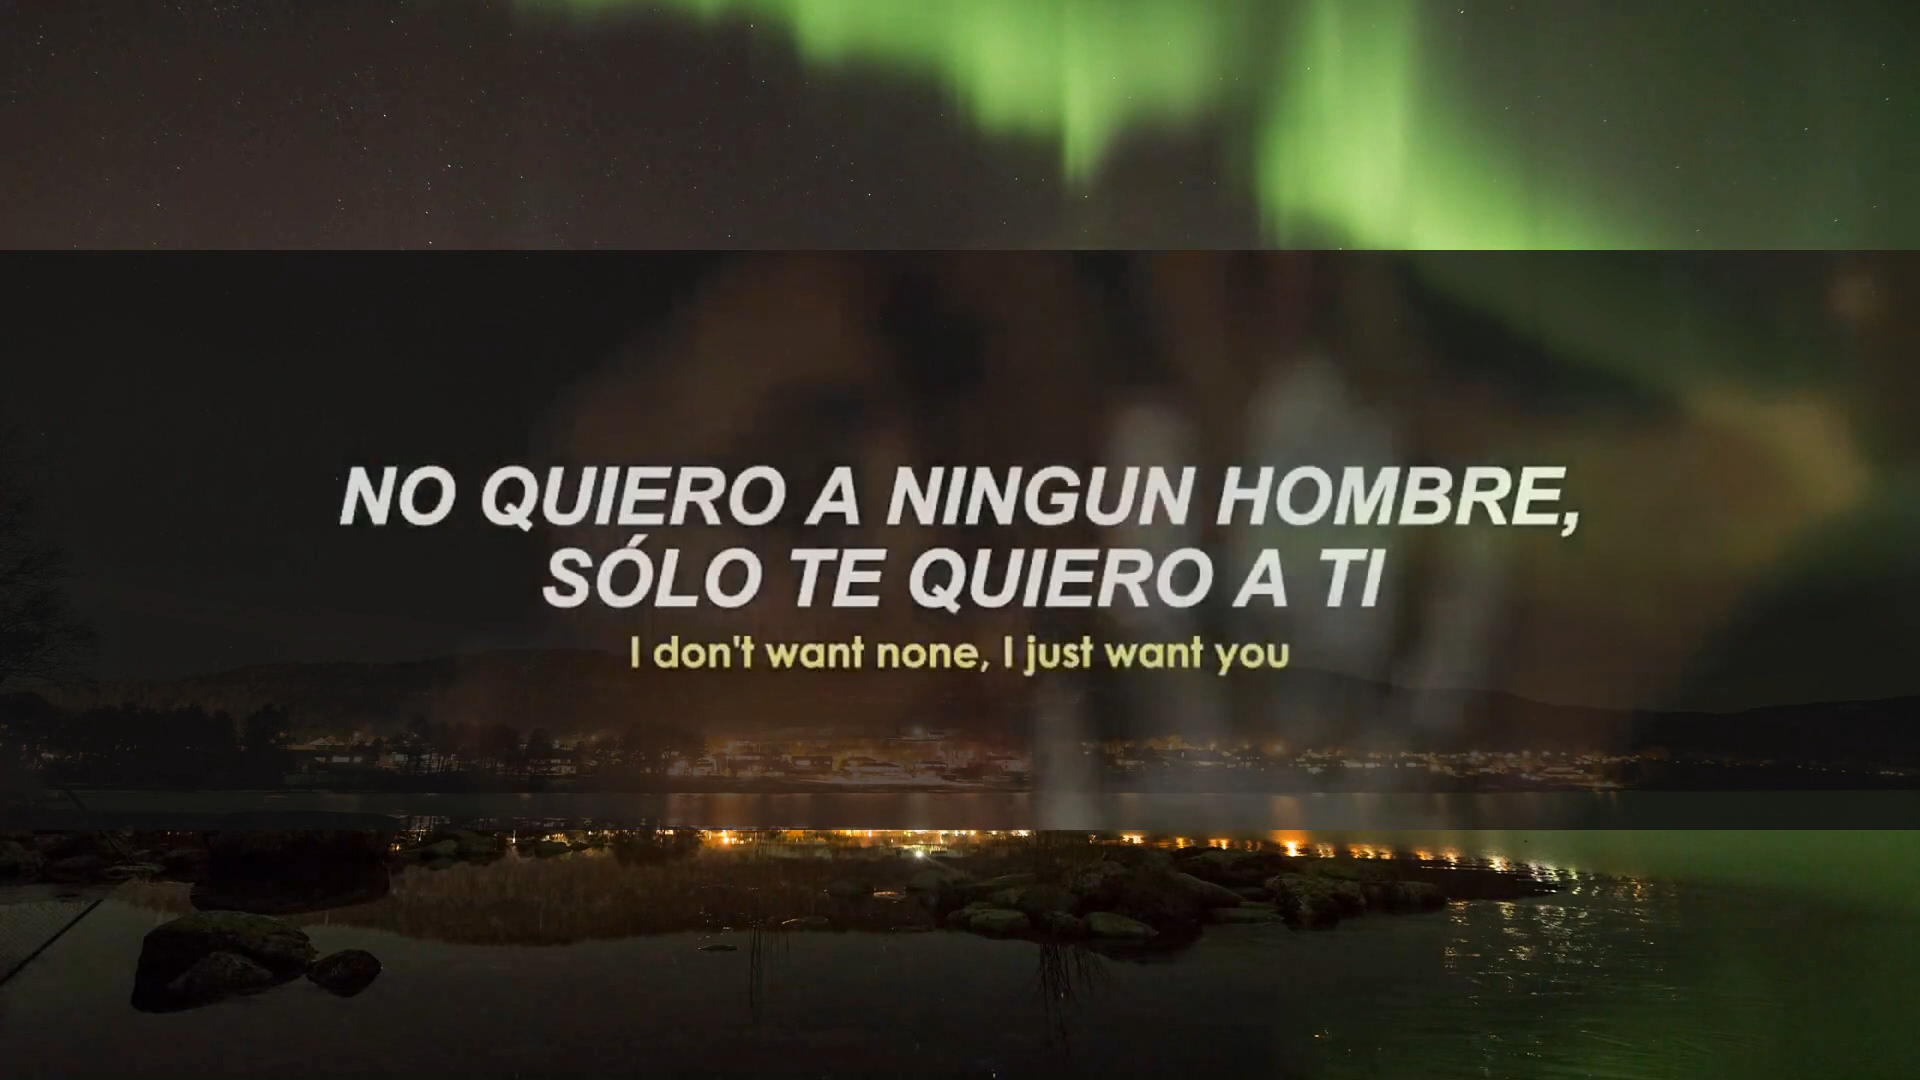 NO QUIERO A NINGUN HOMBRE,
SÓLO TE QUIERO A TI
I don't want none, I just want you